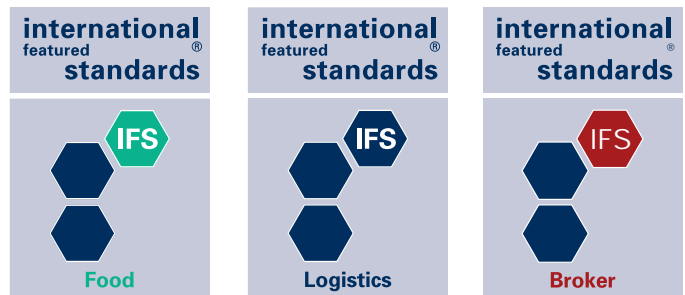 international
featured ®
standards
IFS
Food
international
featured ®
standards
IFS
Logistics
international
featured ®
standards
IFS
Broker